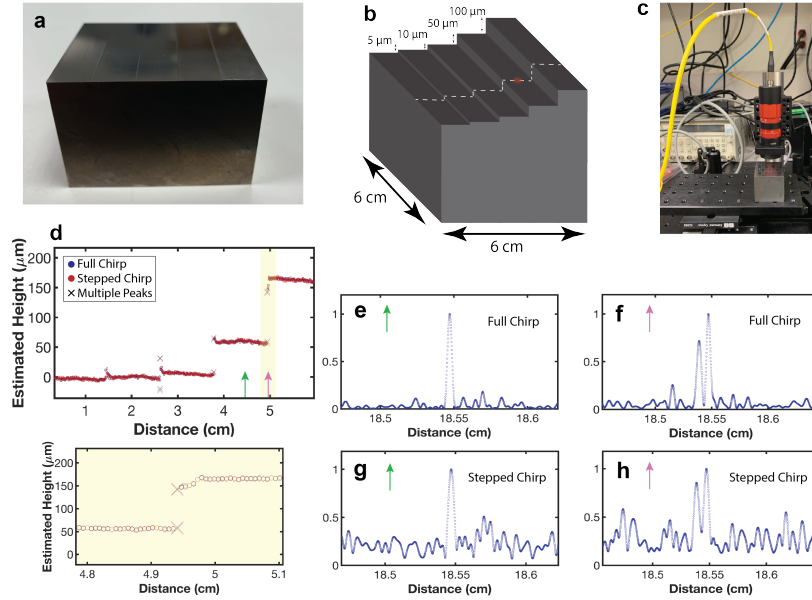 a
b
c
5 μm
10 μm
50 μm
100 μm
6 cm
6 cm
d
Full Chirp
Stepped Chirp
Multiple Peaks
Estimated Height (μm)
200
150
100
50
0
1
2
3
4
5
Distance (cm)
Estimated Height (μm)
200
150
100
50
0
4.8
4.9
5
5.1
Distance (cm)
e
Full Chirp
1
0.5
0
18.5
18.55
18.6
Distance (cm)
f
Full Chirp
1
0.5
0
18.5
18.55
18.6
Distance (cm)
g
Stepped Chirp
1
0.5
0
18.5
18.55
18.6
Distance (cm)
h
Stepped Chirp
1
0.5
0
18.5
18.55
18.6
Distance (cm)